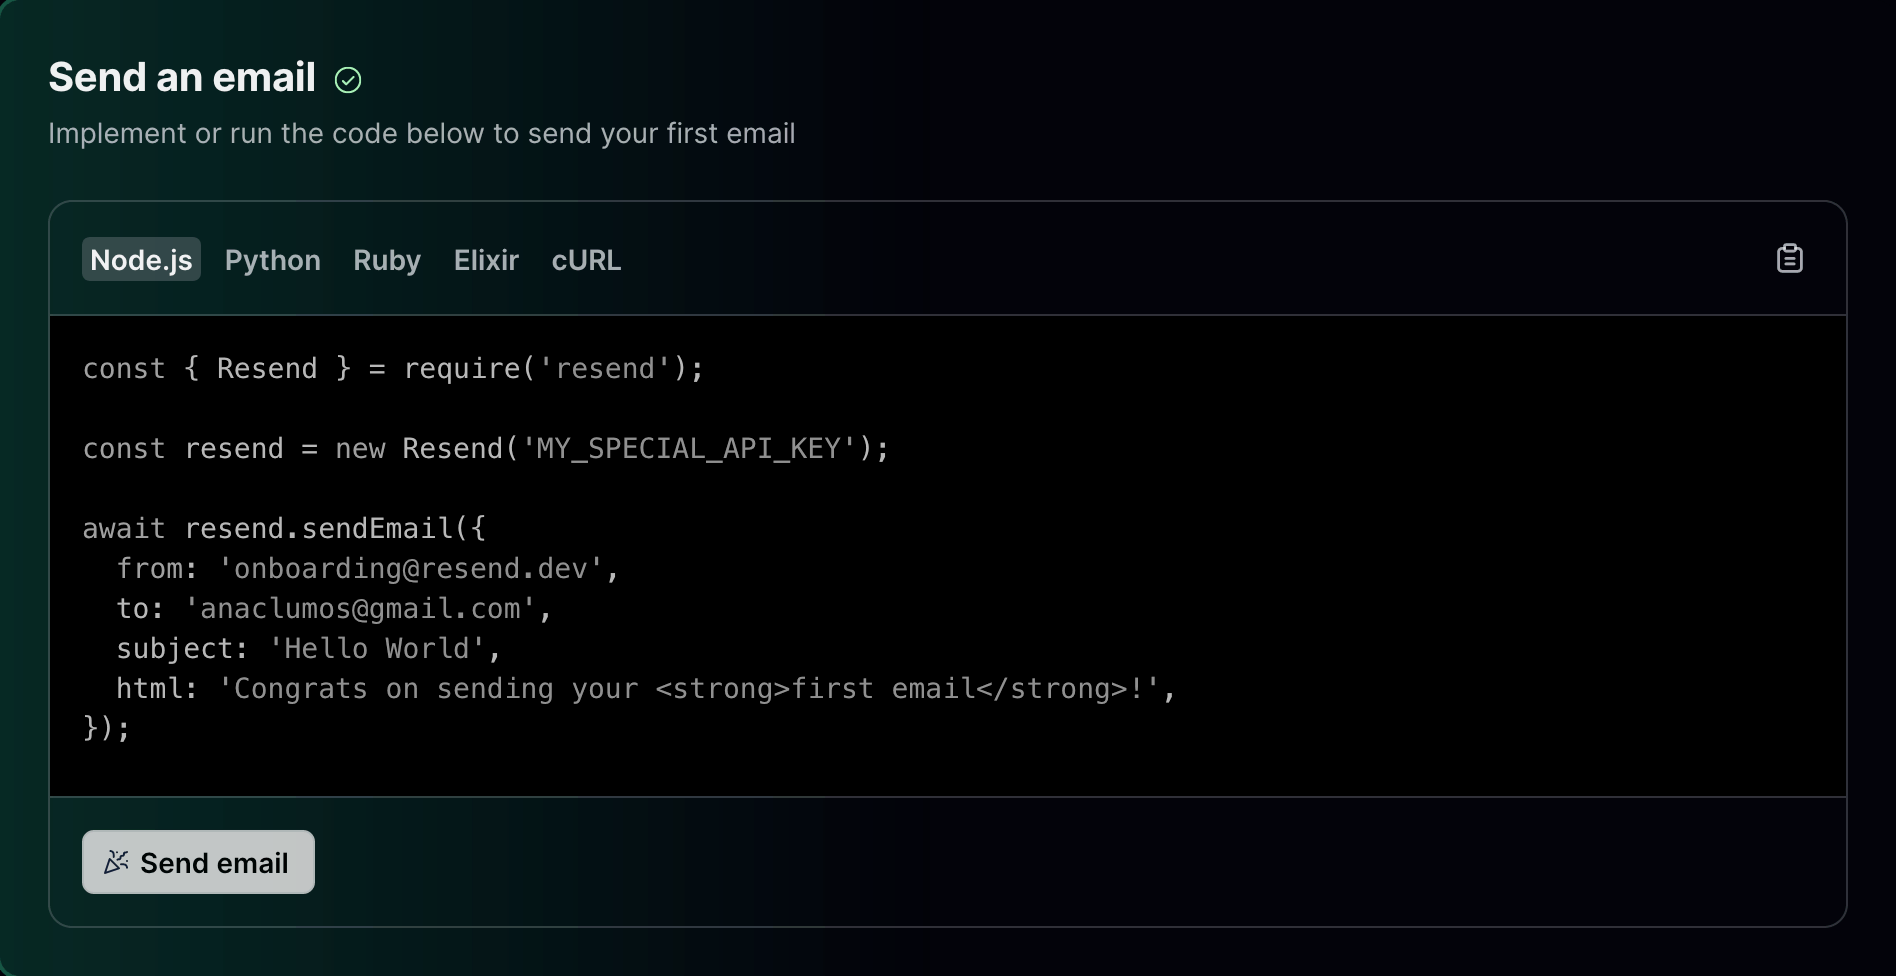 Send an email
Implement or run the code below to send your first email
Node.js Python Ruby Elixir cURL
const { Resend } = require('resend');
const resend = new Resend('MY_SPECIAL_API_KEY');
await resend.sendEmail({
  from: 'onboarding@resend.dev',
  to: 'anaclumos@gmail.com',
  subject: 'Hello World',
  html: 'Congrats on sending your <strong>first email</strong>!',
});
Send email